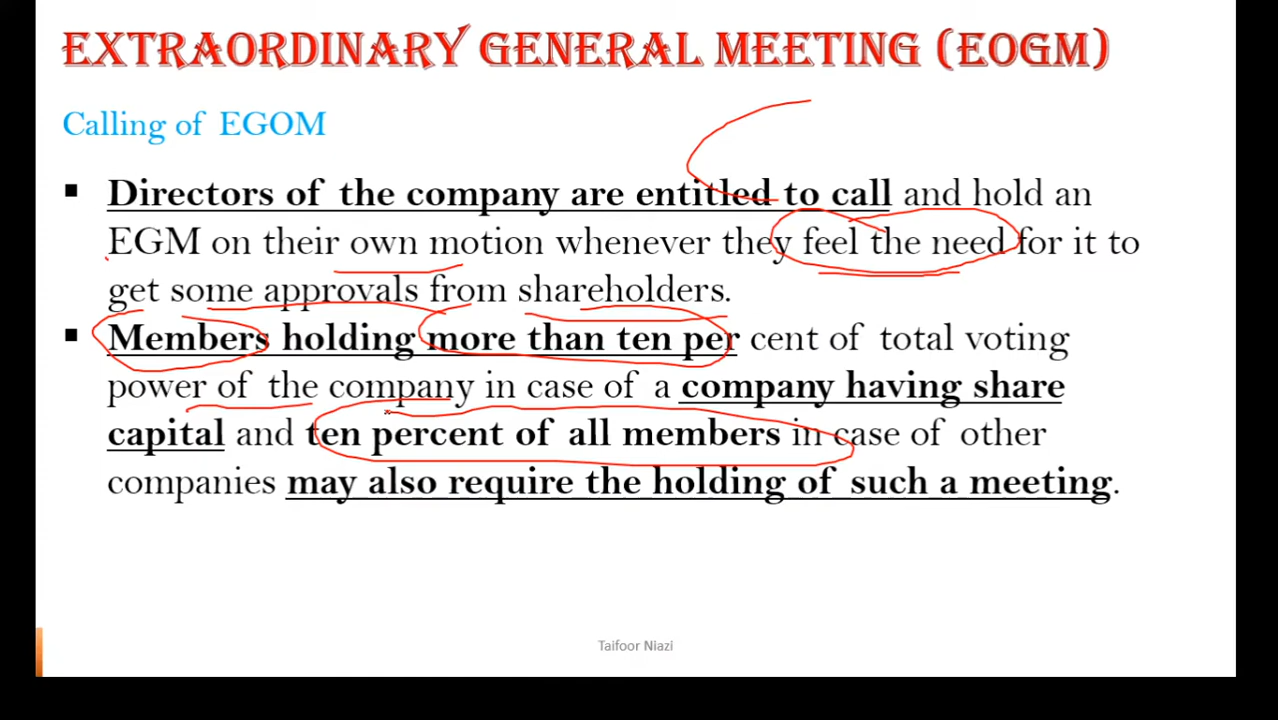 EXTRAORDINARY GENERAL MEETING (EOGM)
Calling of EGOM
▪ Directors of the company are entitled to call and hold an
EGM on their own motion whenever they feel the need for it to
get some approvals from shareholders.
▪ Members holding more than ten per cent of total voting
power of the company in case of a company having share
capital and ten percent of all members in case of other
companies may also require the holding of such a meeting.
Taifoor Niazi